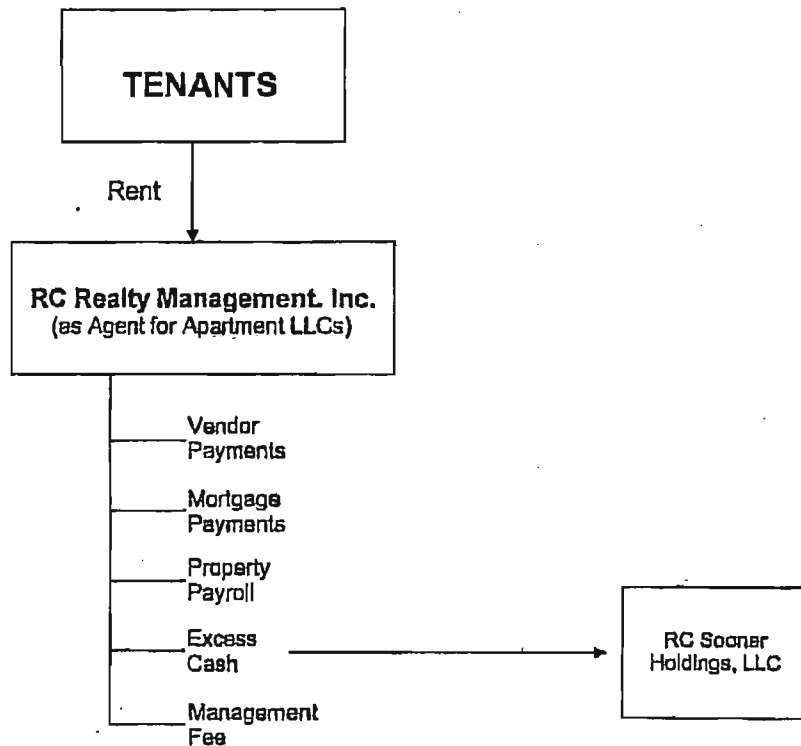 TENANTS
Rent
RC Realty Management. Inc.
(as Agent for Apartment LLCs)
Vendor
Payments
Mortgage
Payments
Property
Payroll
Excess
Cash
RC Sooner
Holdings, LLC
Management
Fee